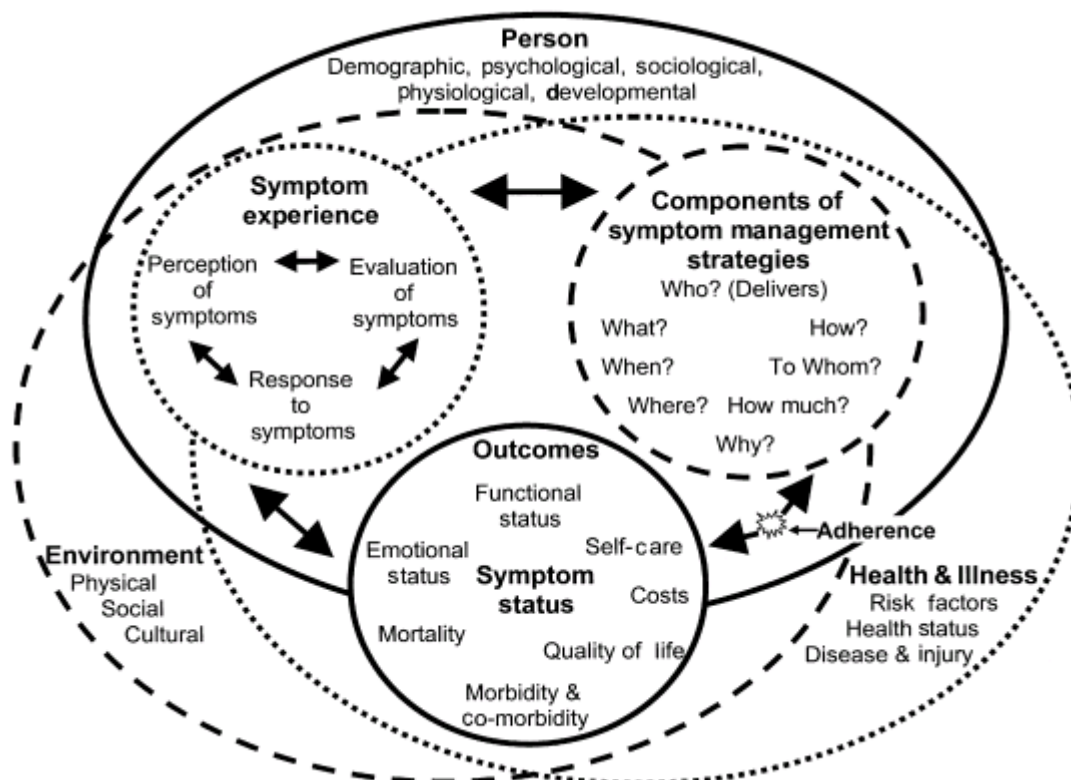 Person
Demographic, psychological, sociological,
physiological, developmental
Symptom
experience
Perception
of
symptoms
Evaluation
of
symptoms
Response
to
symptoms
Components of
symptom management
strategies
Who? (Delivers)
What?
How?
When?
To Whom?
Where?
How much?
Why?
Outcomes
Functional
status
Emotional
status
Self-care
Symptom
status
Costs
Mortality
Quality of life
Morbidity &
co-morbidity
Adherence
Environment
Physical
Social
Cultural
Health & Illness
Risk factors
Health status
Disease & injury